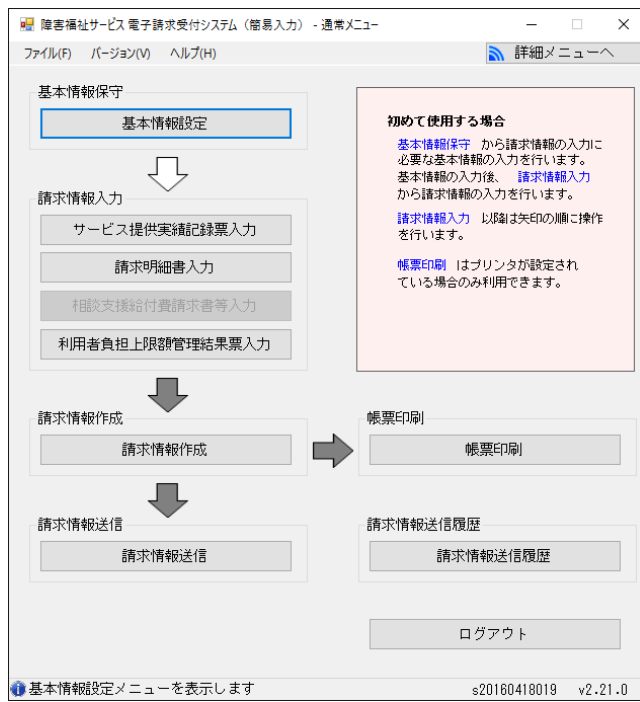 障害福祉サービス 電子請求受付システム（簡易入力） - 通常メニュー
ファイル(F) バージョン(V) ヘルプ(H) 詳細メニューへ
基本情報保守
基本情報設定
初めて使用する場合
基本情報保守 から請求情報の入力に
必要な基本情報の入力を行います。
基本情報の入力後、 請求情報入力
から請求情報の入力を行います。
請求情報入力 以降は矢印の順に操作
を行います。
帳票印刷 はプリンタが設定され
ている場合のみ利用できます。
請求情報入力
サービス提供実績記録票入力
請求明細書入力
相談支援給付費請求書等入力
利用者負担上限額管理結果票入力
請求情報作成
請求情報作成
帳票印刷
帳票印刷
請求情報送信
請求情報送信
請求情報送信履歴
請求情報送信履歴
ログアウト
基本情報設定メニューを表示します s20160418019 v2.21.0